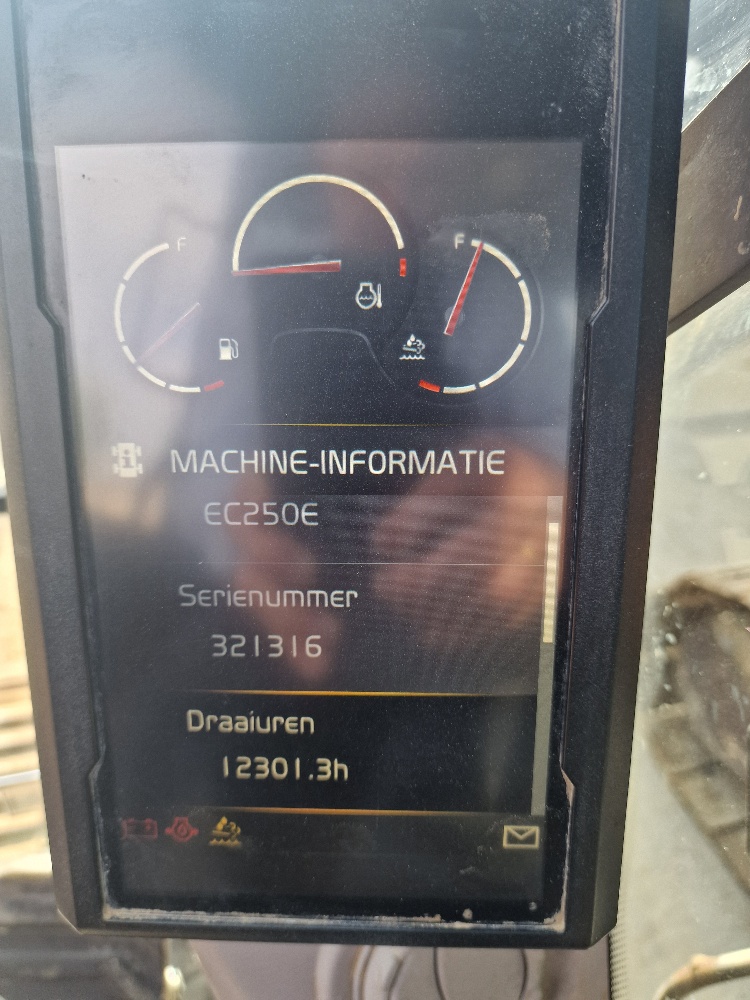 F
F
MACHINE-INFORMATIE
EC250E
Serienummer
321316
Draaiuren
12301.3h